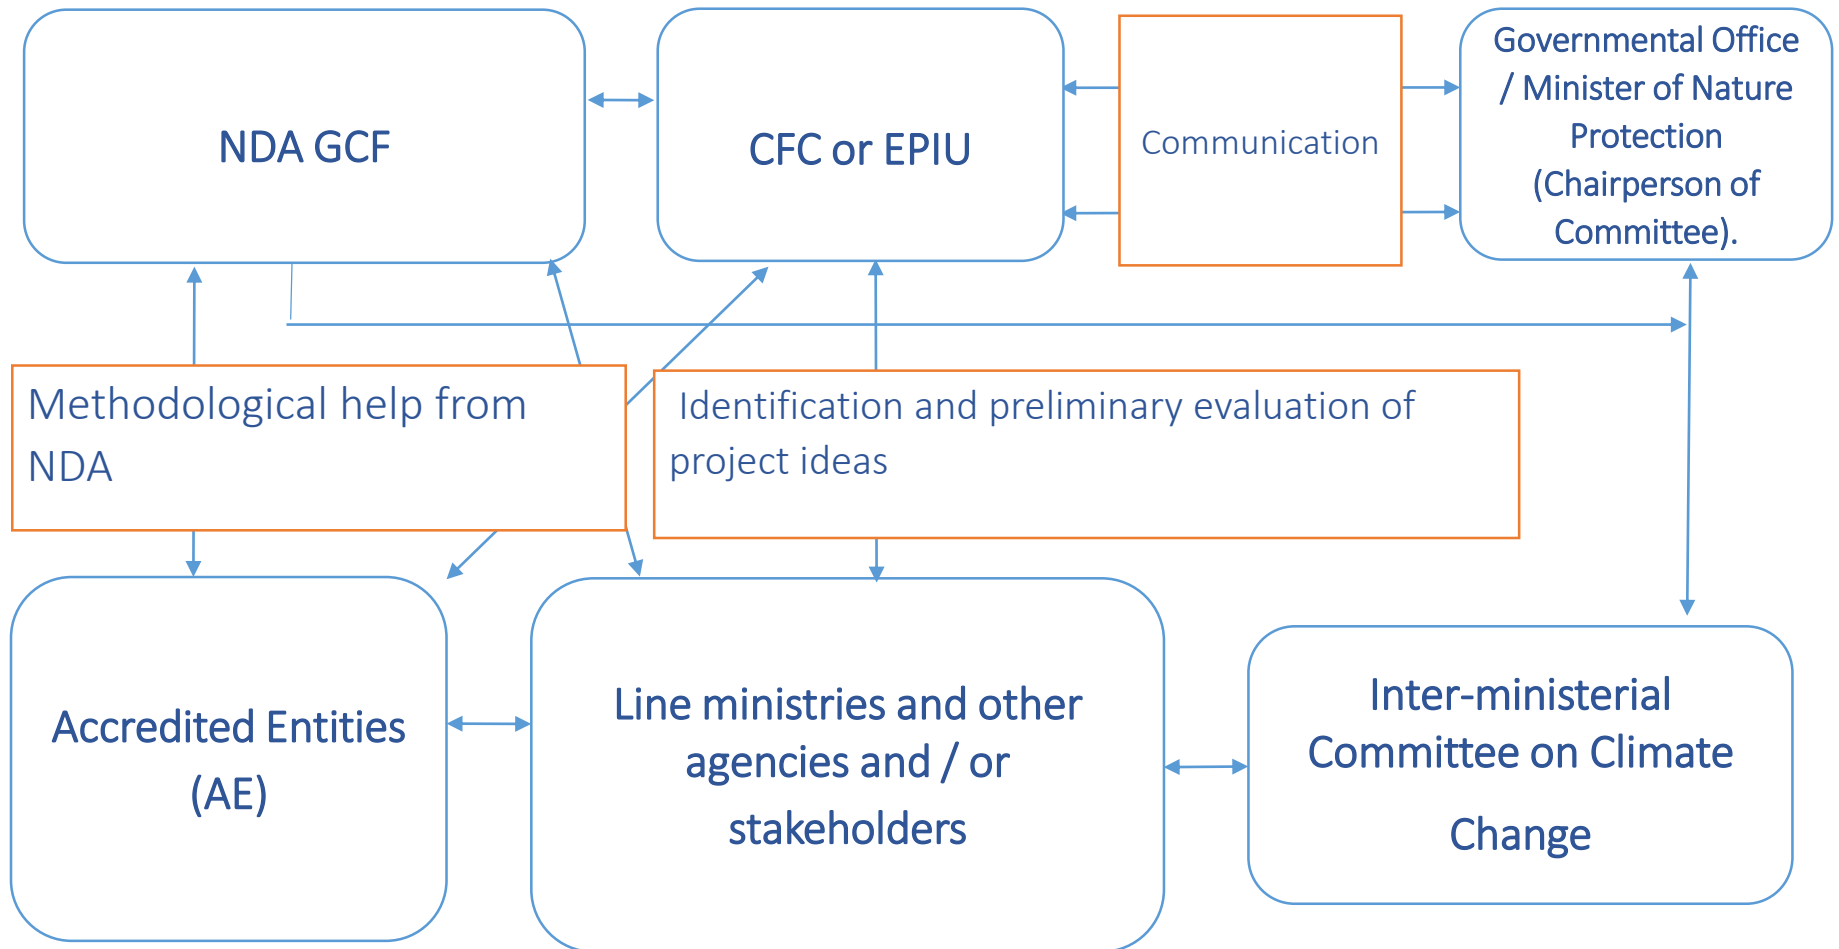 NDA GCF
CFC or EPIU
Communication
Governmental Office
/ Minister of Nature
Protection
(Chairperson of
Committee).
Methodological help from
NDA
Identification and preliminary evaluation of
project ideas
Accredited Entities
(AE)
Line ministries and other
agencies and / or
stakeholders
Inter-ministerial
Committee on Climate
Change